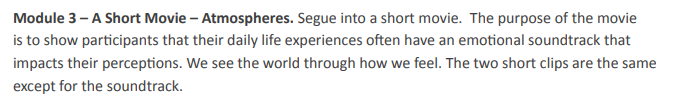 Module 3 – A Short Movie – Atmospheres. Segue into a short movie.  The purpose of the movie
is to show participants that their daily life experiences often have an emotional soundtrack that
impacts their perceptions. We see the world through how we feel. The two short clips are the same
except for the soundtrack.